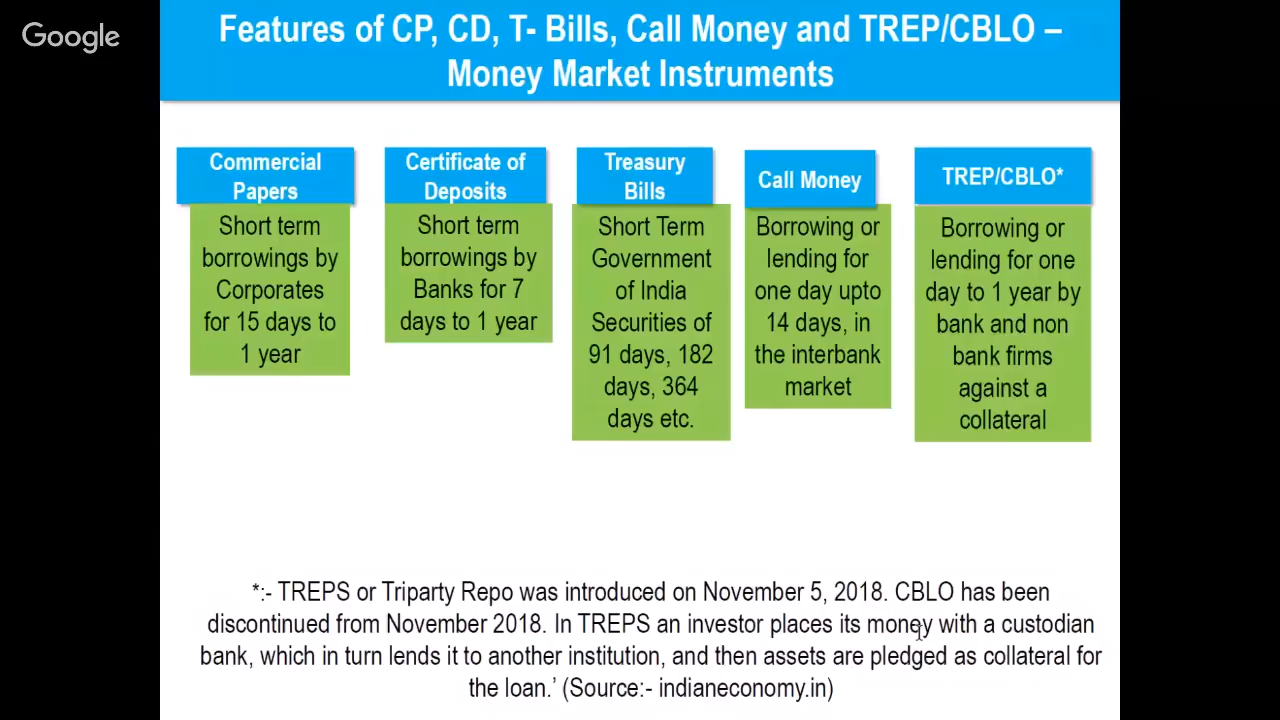 Google
Features of CP, CD, T- Bills, Call Money and TREP/CBLO –
Money Market Instruments
Commercial
Papers
Short term
borrowings by
Corporates
for 15 days to
1 year
Certificate of
Deposits
Short term
borrowings by
Banks for 7
days to 1 year
Treasury
Bills
Short Term
Government
of India
Securities of
91 days, 182
days, 364
days etc.
Call Money
Borrowing or
lending for
one day upto
14 days, in
the interbank
market
TREP/CBLO*
Borrowing or
lending for one
day to 1 year by
bank and non
bank firms
against a
collateral
*:- TREPS or Triparty Repo was introduced on November 5, 2018. CBLO has been
discontinued from November 2018. In TREPS an investor places its money with a custodian
bank, which in turn lends it to another institution, and then assets are pledged as collateral for
the loan.’ (Source:- indianeconomy.in)